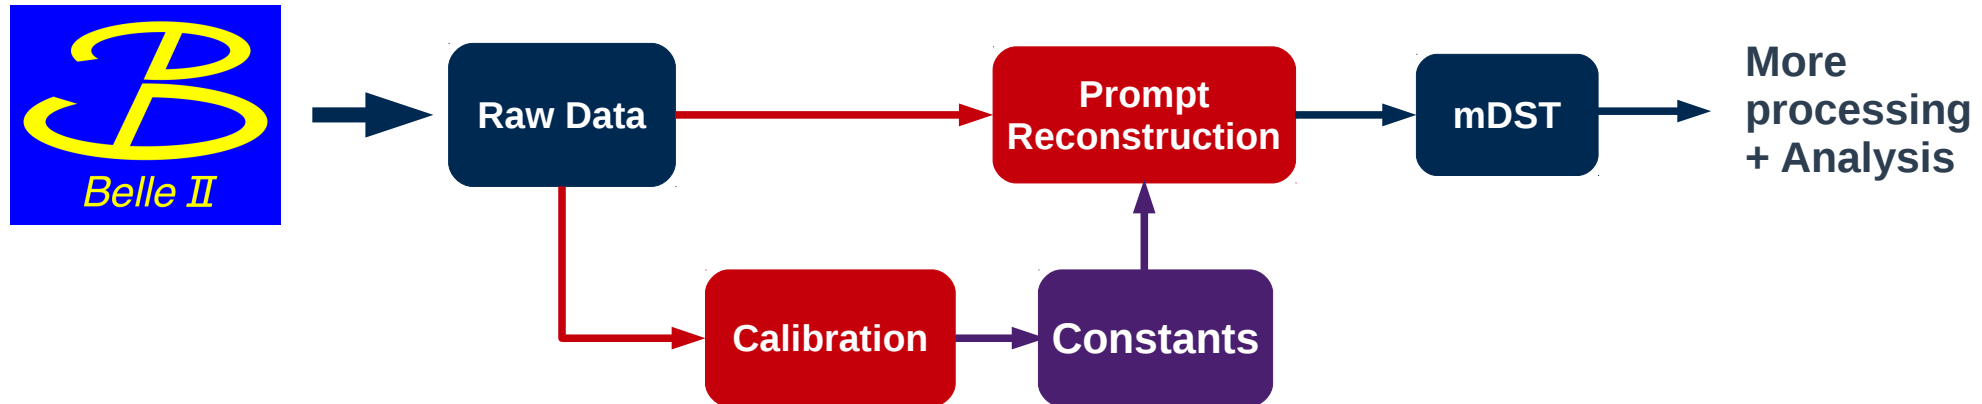 Belle II
Raw Data
Prompt
Reconstruction
mDST
More
processing
+ Analysis
Calibration
Constants